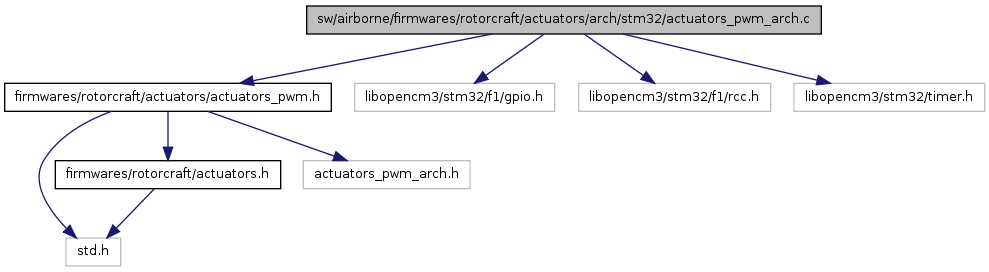 sw/airborne/firmwares/rotorcraft/actuators/arch/stm32/actuators_pwm_arch.c
firmwares/rotorcraft/actuators/actuators_pwm.h
libopencm3/stm32/f1/gpio.h
libopencm3/stm32/f1/rcc.h
libopencm3/stm32/timer.h
firmwares/rotorcraft/actuators.h
actuators_pwm_arch.h
std.h